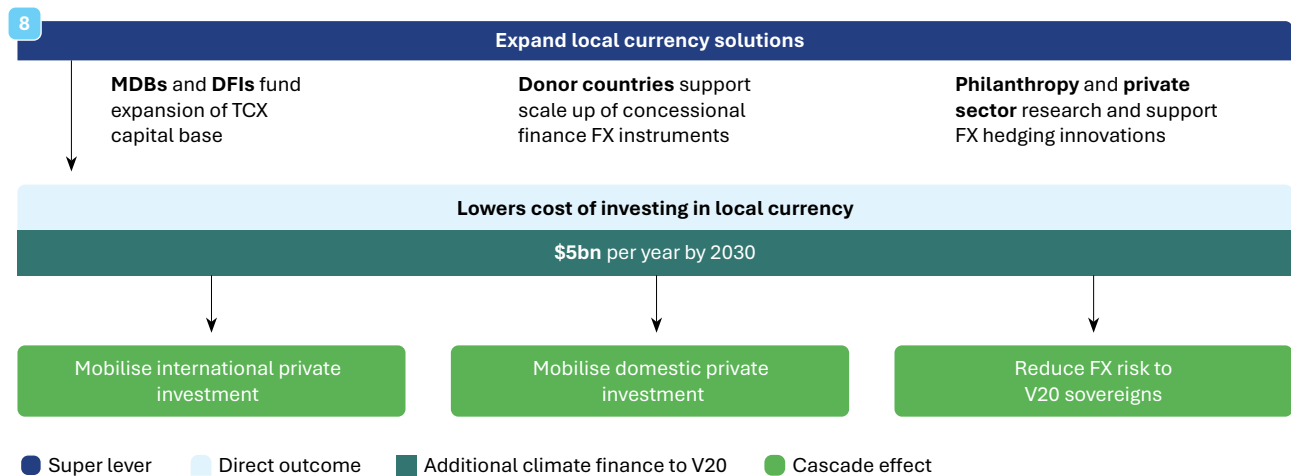 8
Expand local currency solutions
MDBs and DFIs fund
expansion of TCX
capital base
Donor countries support
scale up of concessional
finance FX instruments
Philanthropy and private
sector research and support
FX hedging innovations
Lowers cost of investing in local currency
$5bn per year by 2030
Mobilise international private
investment
Mobilise domestic private
investment
Reduce FX risk to
V20 sovereigns
Super lever
Direct outcome
Additional climate finance to V20
Cascade effect